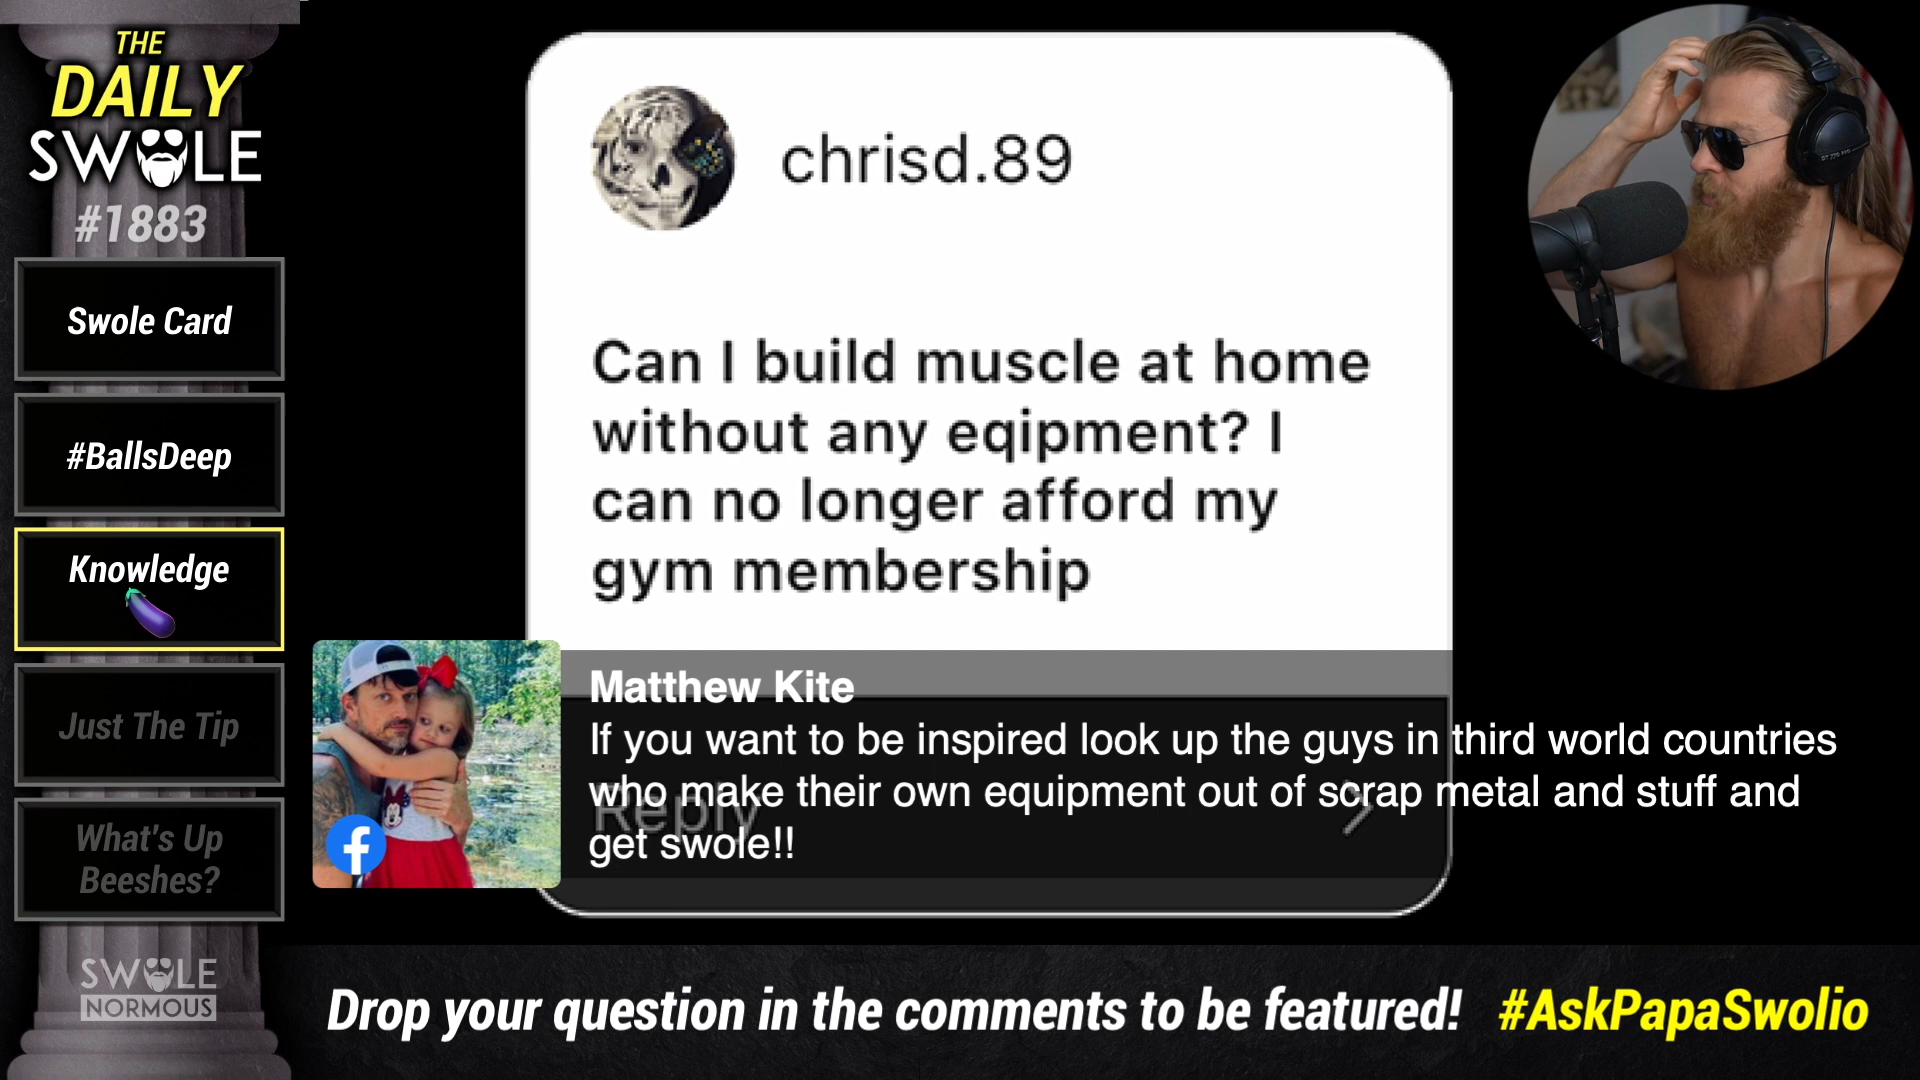 THE
DAILY
SWOLE
#1883
Swole Card
#BallsDeep
Knowledge
Just The Tip
What's Up
Beeshes?
SWOLE
NORMOUS
chrisd.89
Can I build muscle at home
without any eqipment? I
can no longer afford my
gym membership
Reply
Matthew Kite
If you want to be inspired look up the guys in third world countries
who make their own equipment out of scrap metal and stuff and
get swole!!
Drop your question in the comments to be featured! #AskPapaSwolio